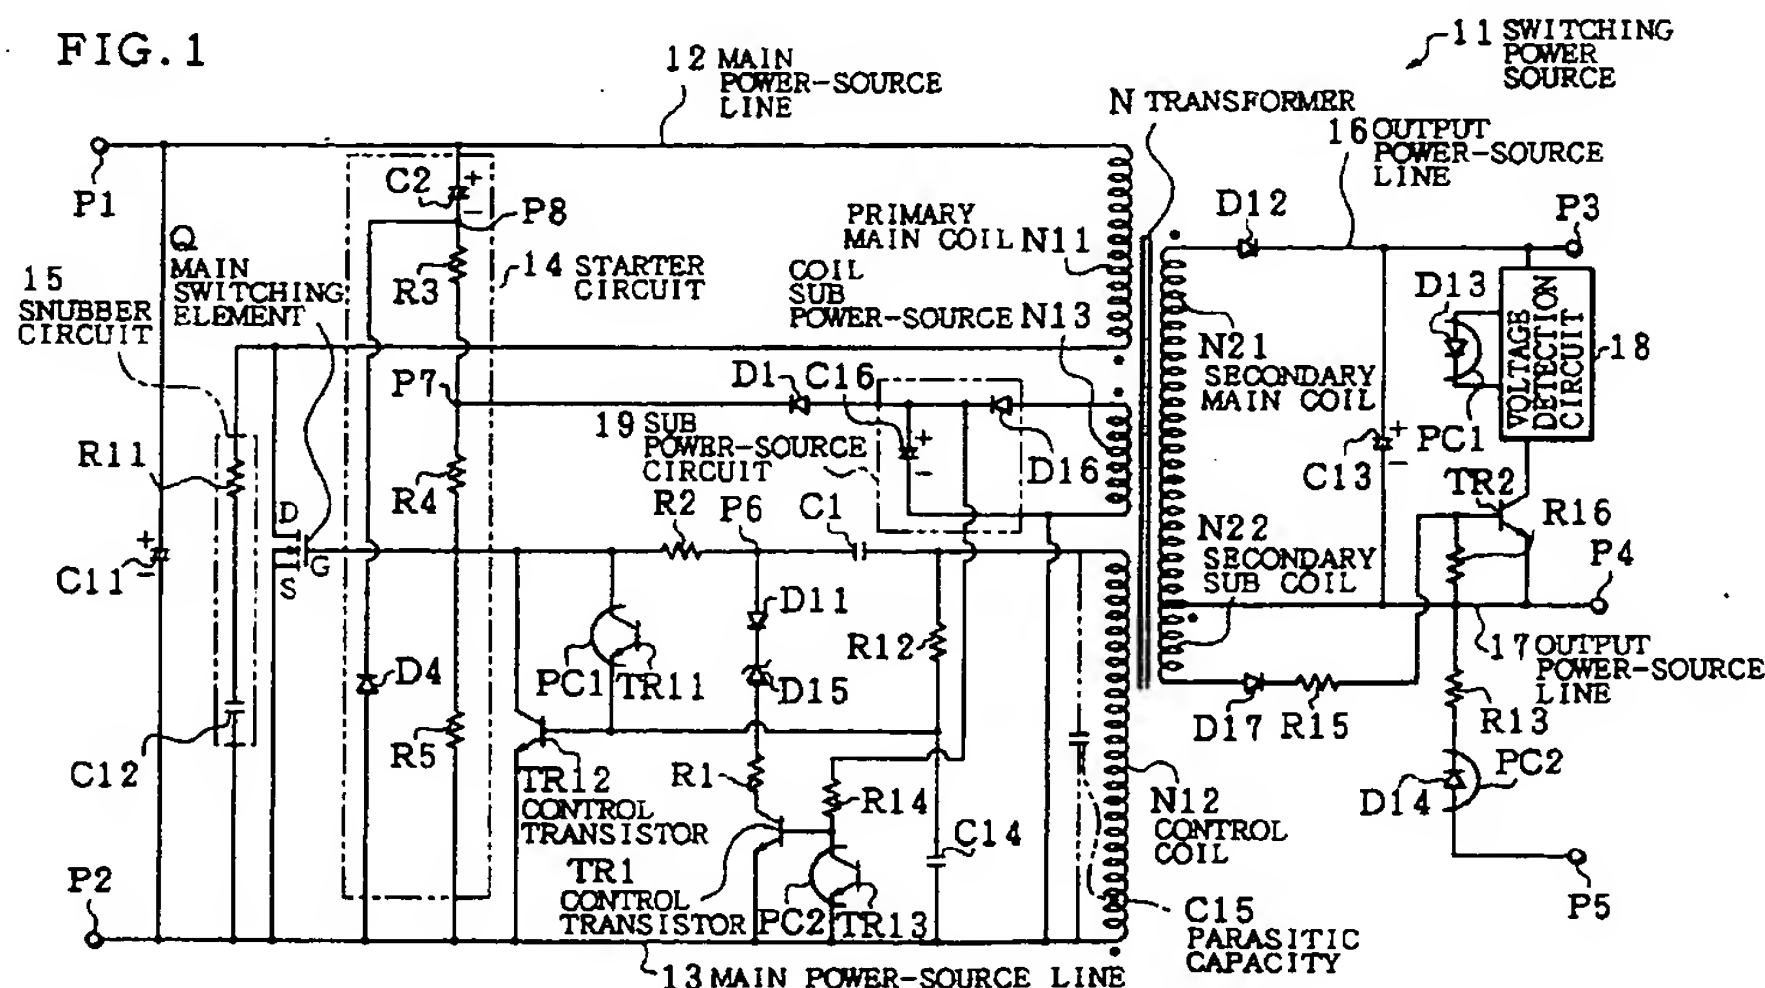 FIG.1
12 MAIN
POWER-SOURCE
LINE
11 SWITCHING
POWER
SOURCE
N TRANSFORMER
16 OUTPUT
POWER-SOURCE
LINE
P1
C2
+
-
P8
PRIMARY
MAIN COIL N11
D12
P3
Q
MAIN
SWITCHING
ELEMENT
15
SNUBBER
CIRCUIT
R3
14 STARTER
CIRCUIT
COIL
SUB
POWER-SOURCE N13
D13
VOLTAGE
DETECTION
CIRCUIT
18
N21
SECONDARY
MAIN COIL
P7
D1
C16
19 SUB
POWER-SOURCE
CIRCUIT
+
-
D16
+
-
C13
PC1
R11
R4
R2
P6
C1
TR2
R16
D
G
S
+
-
C11
N22
SECONDARY
SUB COIL
P4
D11
R12
PC1
TR11
D15
D4
17 OUTPUT
POWER-SOURCE
LINE
D17
R15
R13
R5
C12
TR12
CONTROL
TRANSISTOR
R1
R14
N12
CONTROL
COIL
D14
PC2
C14
TR1
CONTROL
TRANSISTOR
PC2
TR13
P2
C15
PARASITIC
CAPACITY
P5
13 MAIN POWER-SOURCE LINE